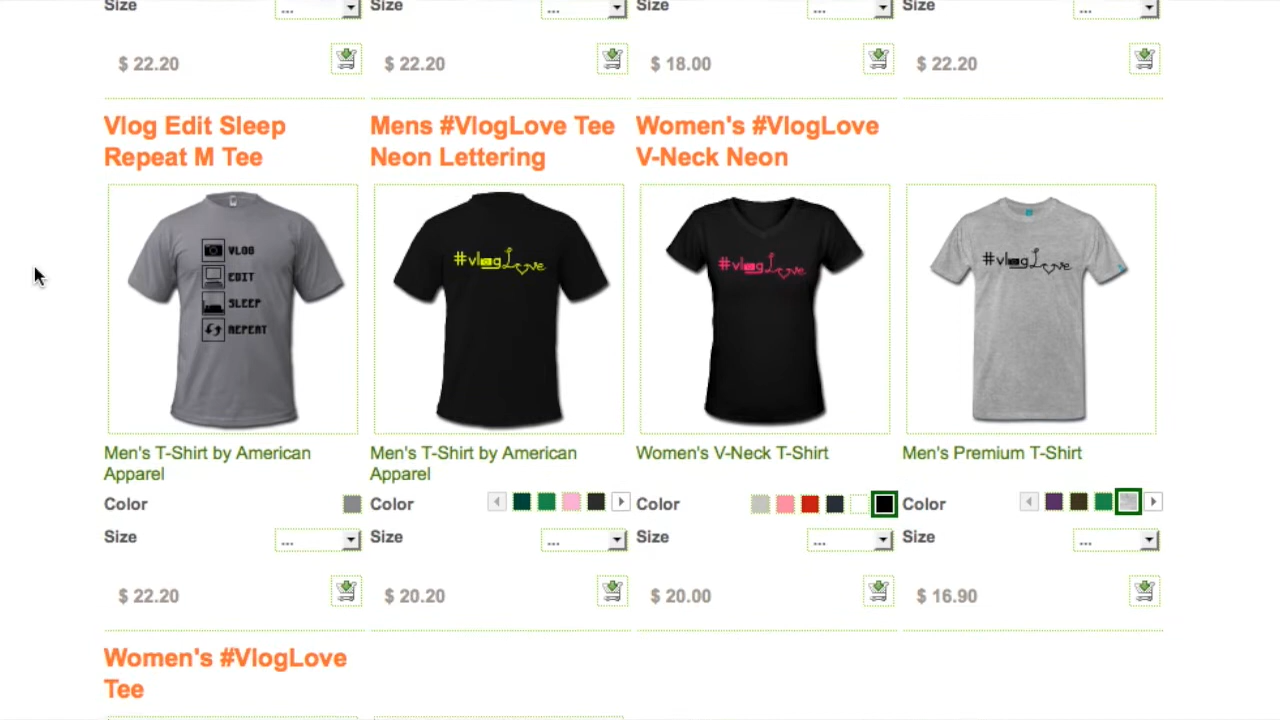 Size ... Size ... Size ... Size ...
$ 22.20 $ 22.20 $ 18.00 $ 22.20
Vlog Edit Sleep
Repeat M Tee
Mens #VlogLove Tee
Neon Lettering
Women's #VlogLove
V-Neck Neon
VLOG
EDIT
SLEEP
REPEAT
#vlogLove
#vlogLove
#vlogLove
Men's T-Shirt by American
Apparel
Men's T-Shirt by American
Apparel
Women's V-Neck T-Shirt
Men's Premium T-Shirt
Color Color Color Color
Size ... Size ... Size ... Size ...
$ 22.20 $ 20.20 $ 20.00 $ 16.90
Women's #VlogLove
Tee